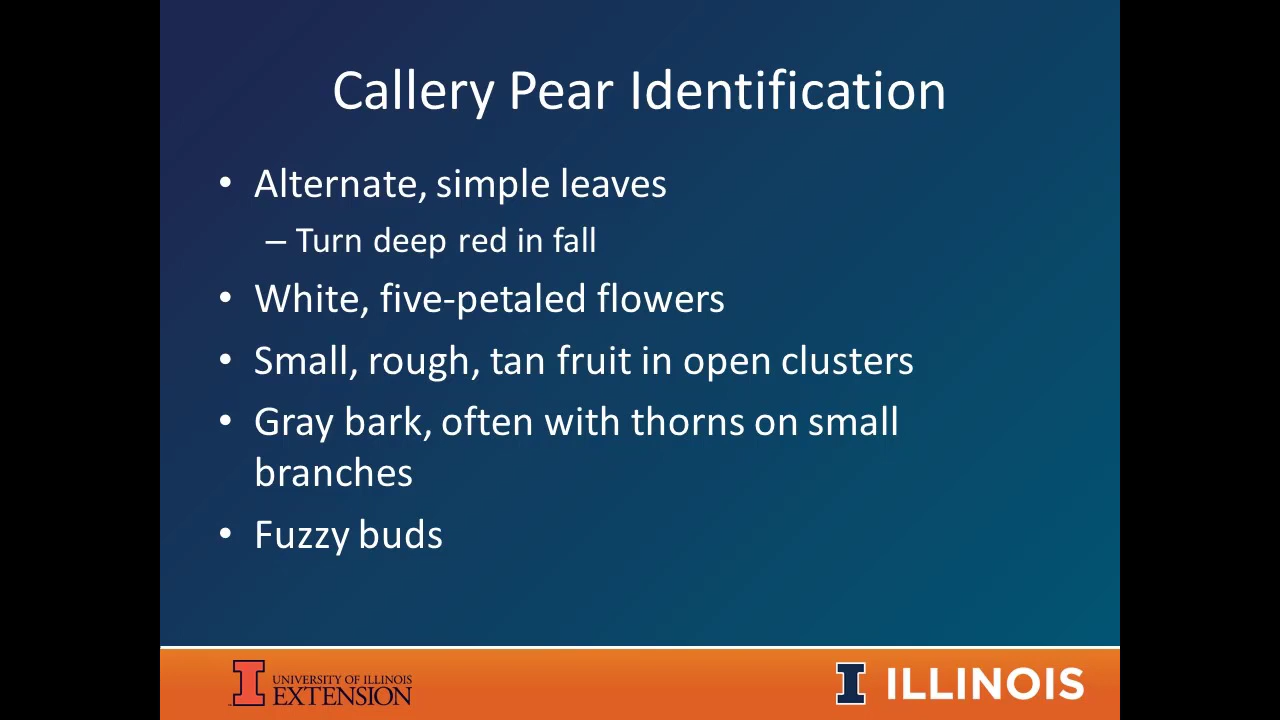 Callery Pear Identification
• Alternate, simple leaves
– Turn deep red in fall
• White, five-petaled flowers
• Small, rough, tan fruit in open clusters
• Gray bark, often with thorns on small
branches
• Fuzzy buds
I UNIVERSITY OF ILLINOIS
EXTENSION
I ILLINOIS